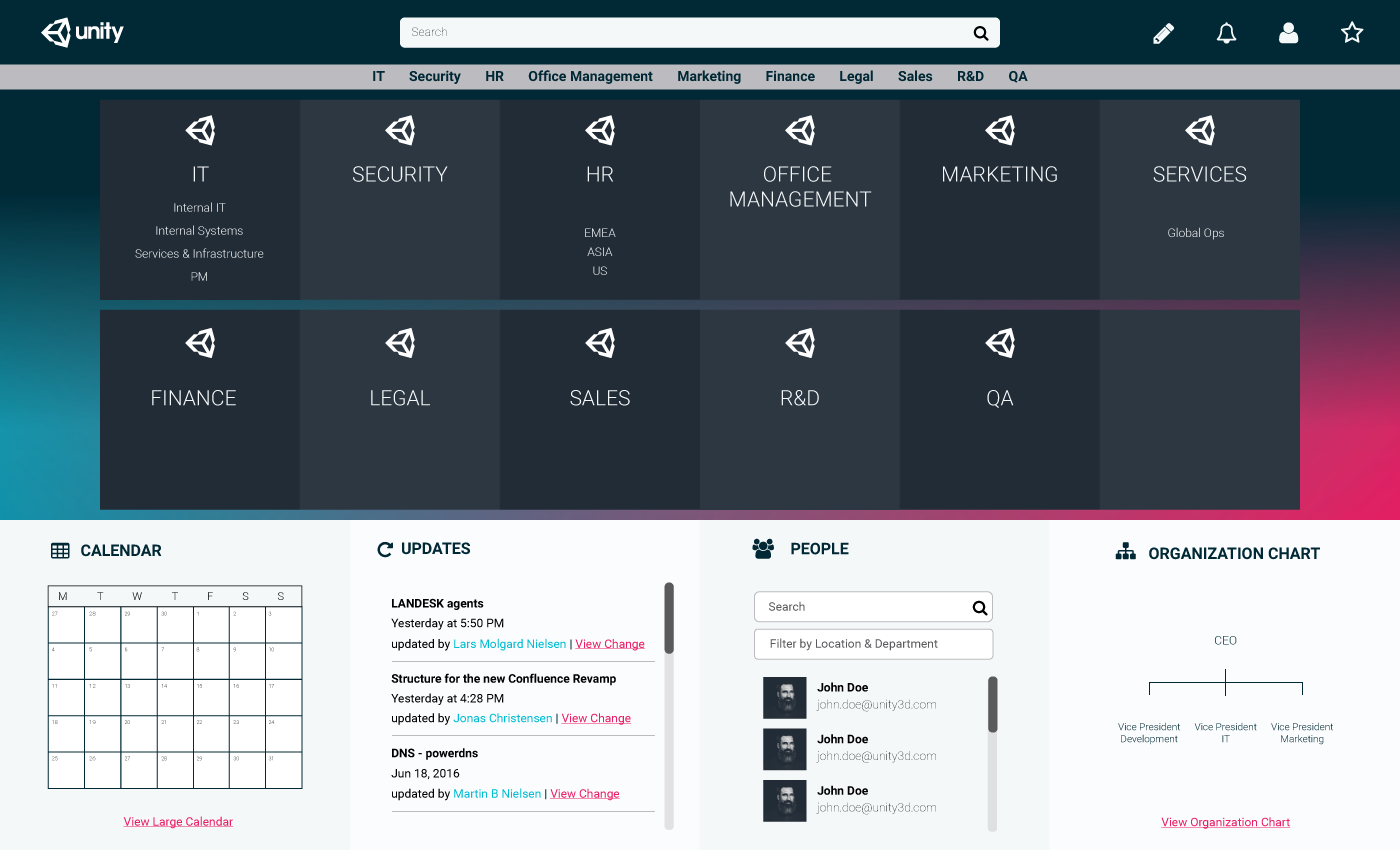 unity
Search
IT Security HR Office Management Marketing Finance Legal Sales R&D QA
IT
Internal IT
Internal Systems
Services & Infrastructure
PM
SECURITY
HR
EMEA
ASIA
US
OFFICE
MANAGEMENT
MARKETING
SERVICES
Global Ops
FINANCE
LEGAL
SALES
R&D
QA
CALENDAR
M T W T F S S
27 28 29 30 1 2 3
4 5 6 7 8 9 10
11 12 13 14 15 16 17
18 19 20 21 22 23 24
25 26 27 28 29 30 31
View Large Calendar
UPDATES
LANDESK agents
Yesterday at 5:50 PM
updated by Lars Molgard Nielsen | View Change
Structure for the new Confluence Revamp
Yesterday at 4:28 PM
updated by Jonas Christensen | View Change
DNS - powerdns
Jun 18, 2016
updated by Martin B Nielsen | View Change
PEOPLE
Search
Filter by Location & Department
John Doe
john.doe@unity3d.com
John Doe
john.doe@unity3d.com
John Doe
john.doe@unity3d.com
ORGANIZATION CHART
CEO
Vice President
Development
Vice President
IT
Vice President
Marketing
View Organization Chart